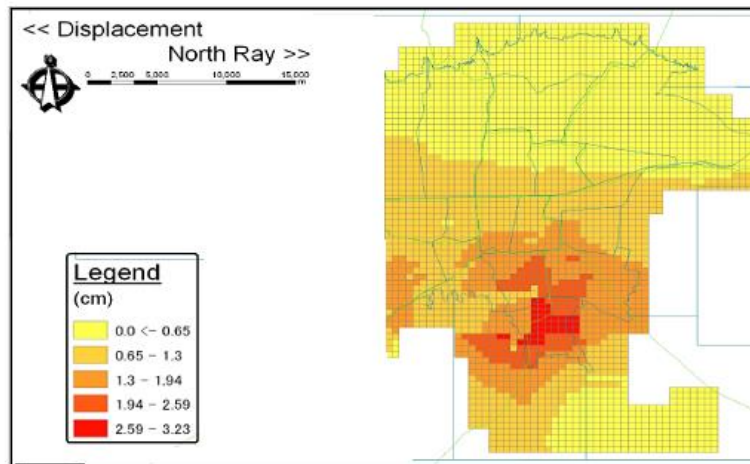 << Displacement
North Ray >>
0 2,500 5,000 10,000 15,000
m
Legend
(cm)
0.0 <- 0.65
0.65 - 1.3
1.3 - 1.94
1.94 - 2.59
2.59 - 3.23